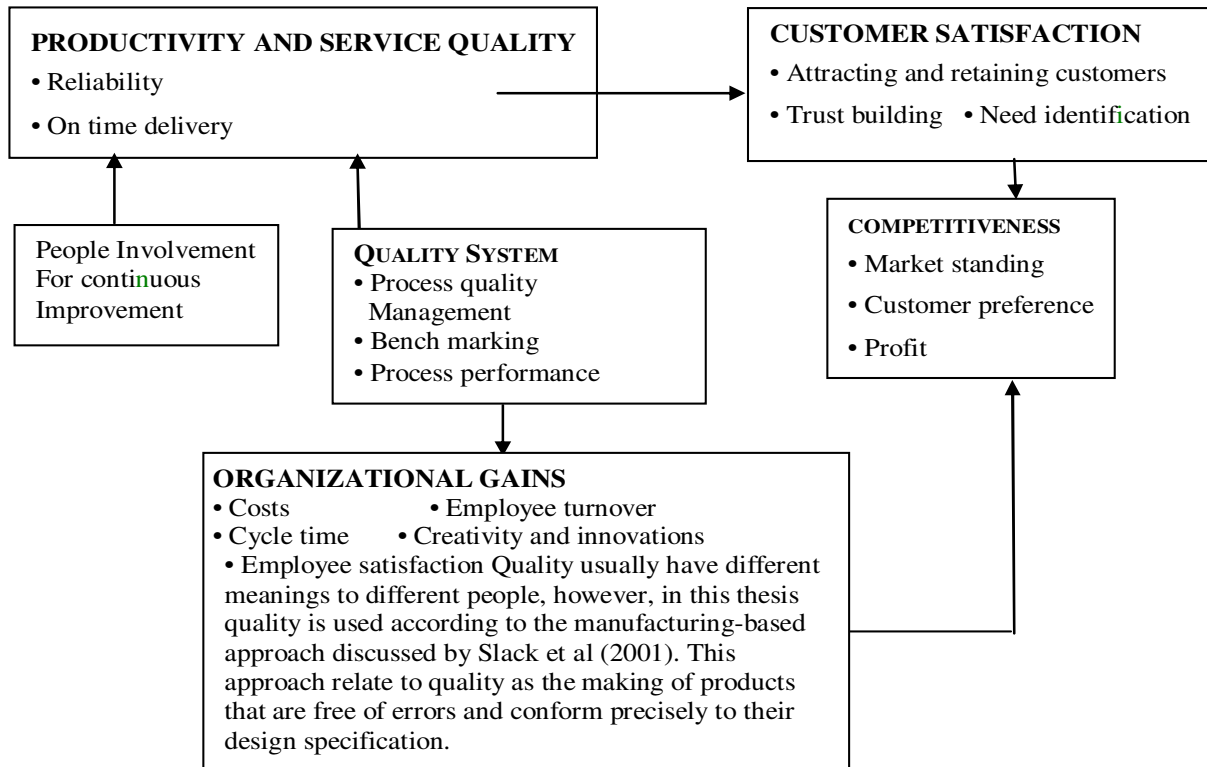 PRODUCTIVITY AND SERVICE QUALITY
• Reliability
• On time delivery
CUSTOMER SATISFACTION
• Attracting and retaining customers
• Trust building • Need identification
People Involvement
For continuous
Improvement
QUALITY SYSTEM
• Process quality
Management
• Bench marking
• Process performance
COMPETITIVENESS
• Market standing
• Customer preference
• Profit
ORGANIZATIONAL GAINS
• Costs • Employee turnover
• Cycle time • Creativity and innovations
• Employee satisfaction Quality usually have different
meanings to different people, however, in this thesis
quality is used according to the manufacturing-based
approach discussed by Slack et al (2001). This
approach relate to quality as the making of products
that are free of errors and conform precisely to their
design specification.